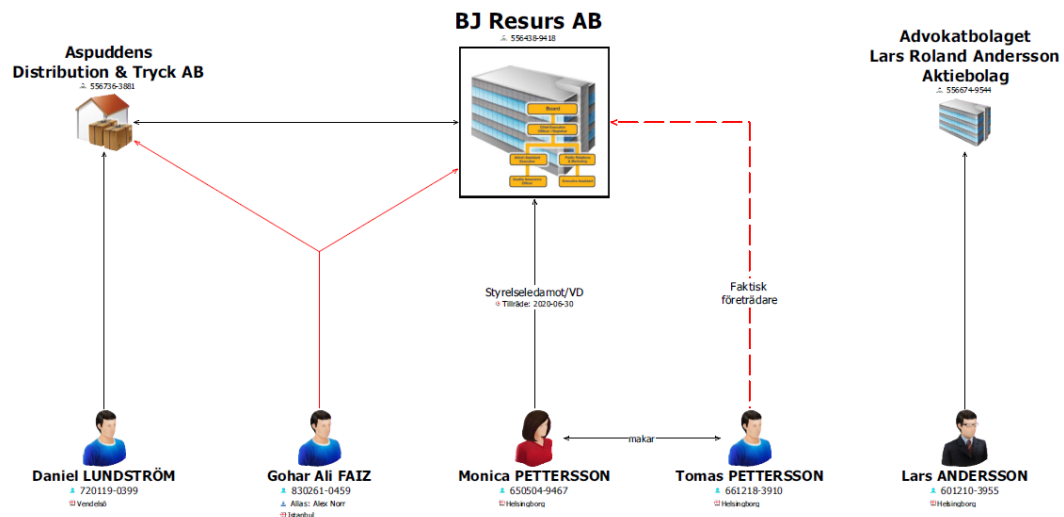 BJ Resurs AB
556438-9418
Aspuddens
Distribution & Tryck AB
556736-3881
Advokatbolaget
Lars Roland Andersson
Aktiebolag
556674-9544
Board
Styrelseledamot/VD
Tillträde: 2020-06-30
Faktisk
företrädare
makar
Daniel LUNDSTRÖM
720119-0399
Vendelsö
Gohar Ali FAIZ
830261-0459
Alias: Alex Norr
Istanbul
Monica PETTERSSON
650504-9467
Helsingborg
Tomas PETTERSSON
661218-3910
Helsingborg
Lars ANDERSSON
601210-3955
Helsingborg